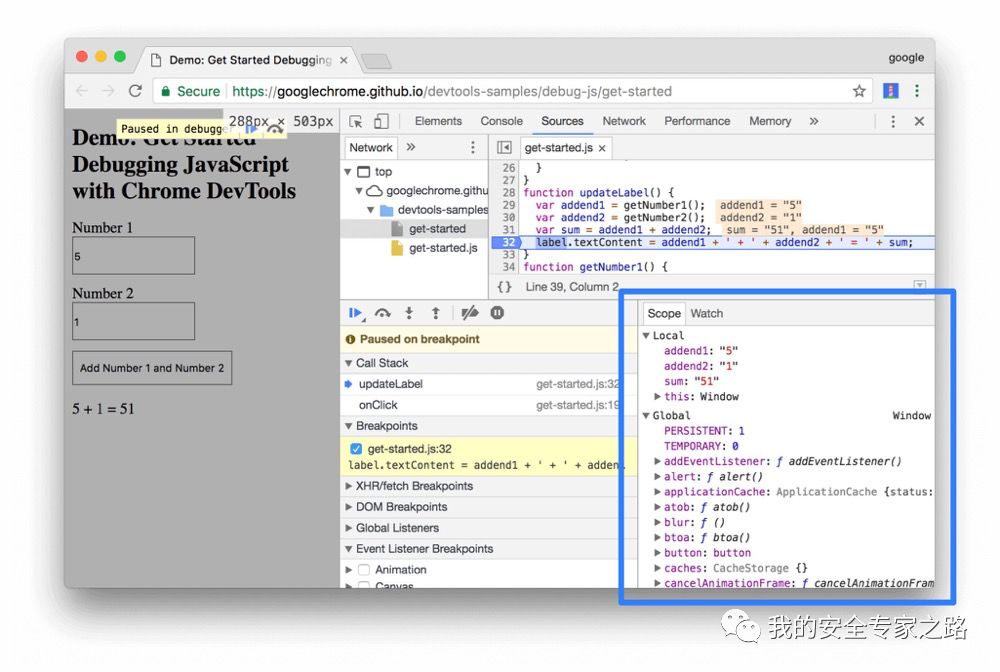 Demo: Get Started Debugging
google
Secure
https://googlechrome.github.io/devtools-samples/debug-js/get-started
Paused in debugge
288px × 503px
Demo: Get Started
Debugging JavaScript
with Chrome DevTools
Number 1
5
Number 2
1
Add Number 1 and Number 2
5 + 1 = 51
Elements Console Sources Network Performance Memory »
Network »
top
googlechrome.githu
devtools-samples
get-started
get-started.js
get-started.js ×
26 }
27 }
28 function updateLabel() {
29 var addend1 = getNumber1(); addend1 = "5"
30 var addend2 = getNumber2(); addend2 = "1"
31 var sum = addend1 + addend2; sum = "51", addend1 = "5"
32 label.textContent = addend1 + ' + ' + addend2 + ' = ' + sum;
33 }
34 function getNumber1() {
{} Line 39, Column 2
Paused on breakpoint
Call Stack
updateLabel get-started.js:32
onClick get-started.js:19
Breakpoints
get-started.js:32
label.textContent = addend1 + ' + ' + adden
XHR/fetch Breakpoints
DOM Breakpoints
Global Listeners
Event Listener Breakpoints
Animation
Canvas
Scope Watch
Local
addend1: "5"
addend2: "1"
sum: "51"
this: Window
Global Window
PERSISTENT: 1
TEMPORARY: 0
addEventListener: ƒ addEventListener()
alert: ƒ alert()
applicationCache: ApplicationCache {status:
atob: ƒ atob()
blur: ƒ ()
btoa: ƒ btoa()
button: button
caches: CacheStorage {}
cancelAnimationFrame: ƒ cancelAnimationFram
我的安全专家之路